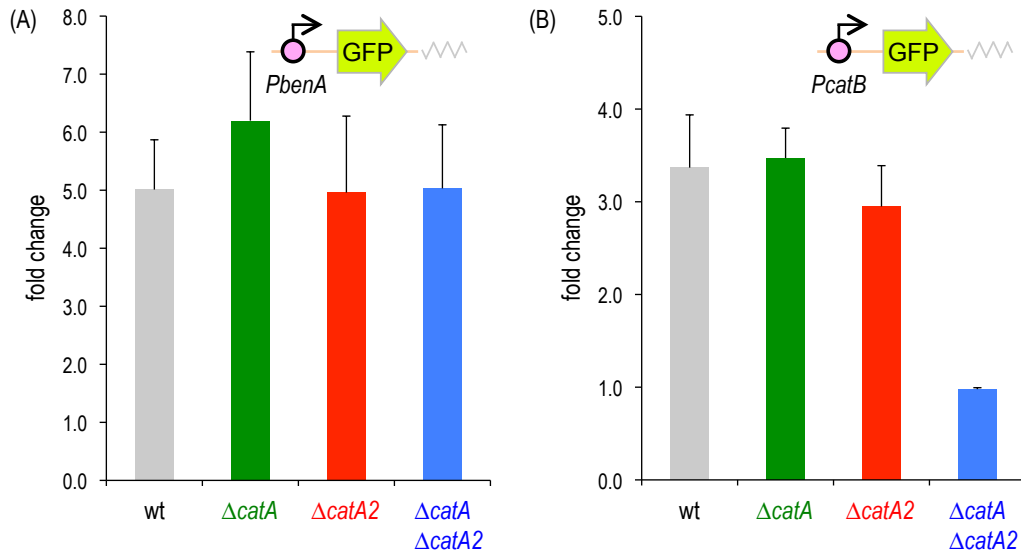 (A)
fold change
8.0
7.0
6.0
5.0
4.0
3.0
2.0
1.0
0.0
GFP
PbenA
wt
ΔcatA
ΔcatA2
ΔcatA
ΔcatA2
(B)
fold change
5.0
4.0
3.0
2.0
1.0
0.0
GFP
PcatB
wt
ΔcatA
ΔcatA2
ΔcatA
ΔcatA2